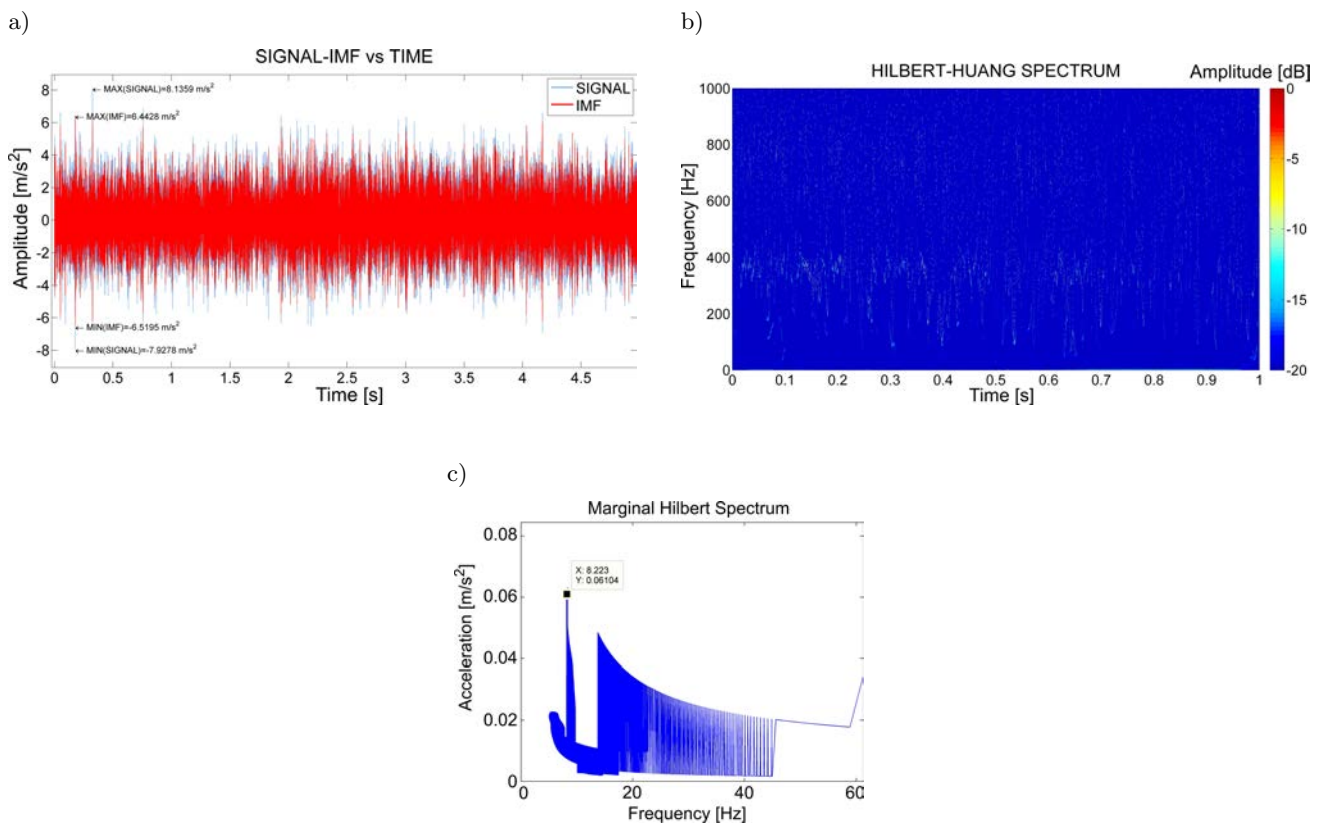 a)
SIGNAL-IMF vs TIME
MAX(SIGNAL)=8.1359 m/s²
MAX(IMF)=6.4428 m/s²
SIGNAL
IMF
8
6
4
2
0
-2
-4
-6
-8
Amplitude [m/s²]
MIN(IMF)=-6.5195 m/s²
MIN(SIGNAL)=-7.9278 m/s²
0 0.5 1 1.5 2 2.5 3 3.5 4 4.5
Time [s]
b)
HILBERT-HUANG SPECTRUM
Amplitude [dB]
1000
800
600
400
200
0
Frequency [Hz]
0 0.1 0.2 0.3 0.4 0.5 0.6 0.7 0.8 0.9 1
Time [s]
0
-5
-10
-15
-20
c)
Marginal Hilbert Spectrum
0.08
0.06
0.04
0.02
0
Acceleration [m/s²]
X: 8.223
Y: 0.06104
0 20 40 60
Frequency [Hz]